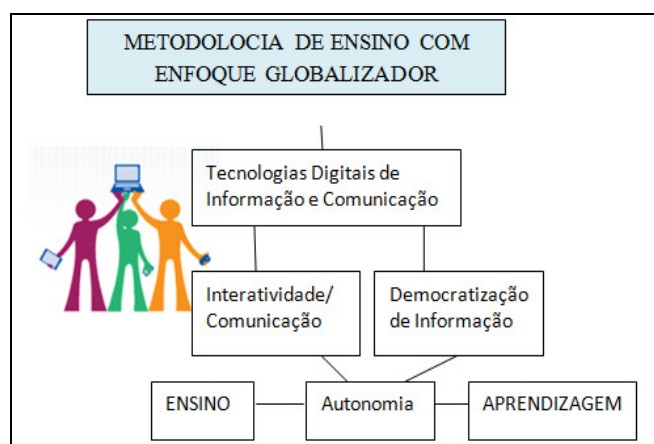 METODOLOCIA DE ENSINO COM
ENFOQUE GLOBALIZADOR
Tecnologias Digitais de
Informação e Comunicação
Interatividade/
Comunicação
Democratização
de Informação
ENSINO
Autonomia
APRENDIZAGEM